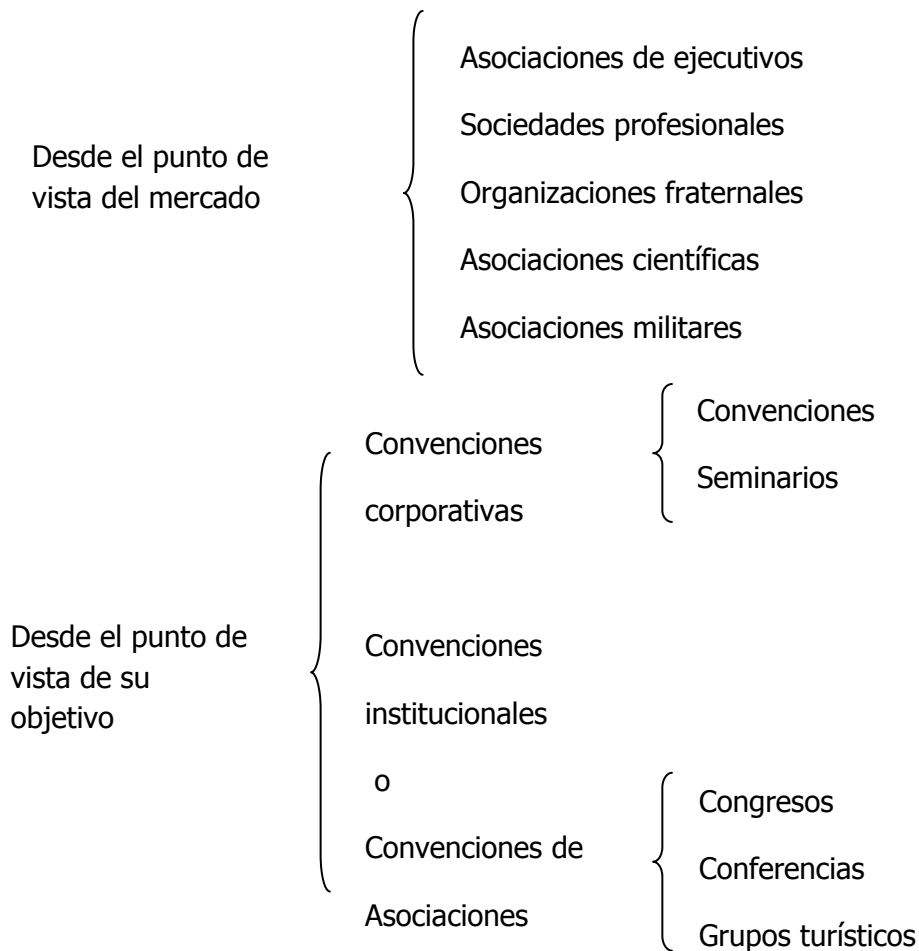 Desde el punto de
vista del mercado
Asociaciones de ejecutivos
Sociedades profesionales
Organizaciones fraternales
Asociaciones científicas
Asociaciones militares
Desde el punto de
vista de su
objetivo
Convenciones
corporativas
Convenciones
Seminarios
Convenciones
institucionales
o
Convenciones de
Asociaciones
Congresos
Conferencias
Grupos turísticos